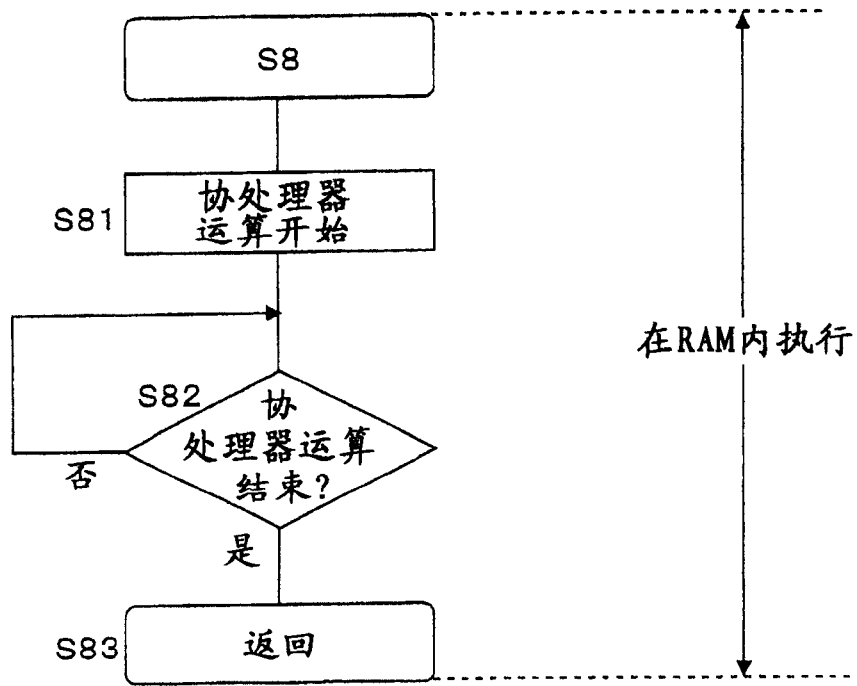 S8
S81
协处理器
运算开始
在RAM内执行
S82
协
处理器运算
结束?
否
是
S83
返回